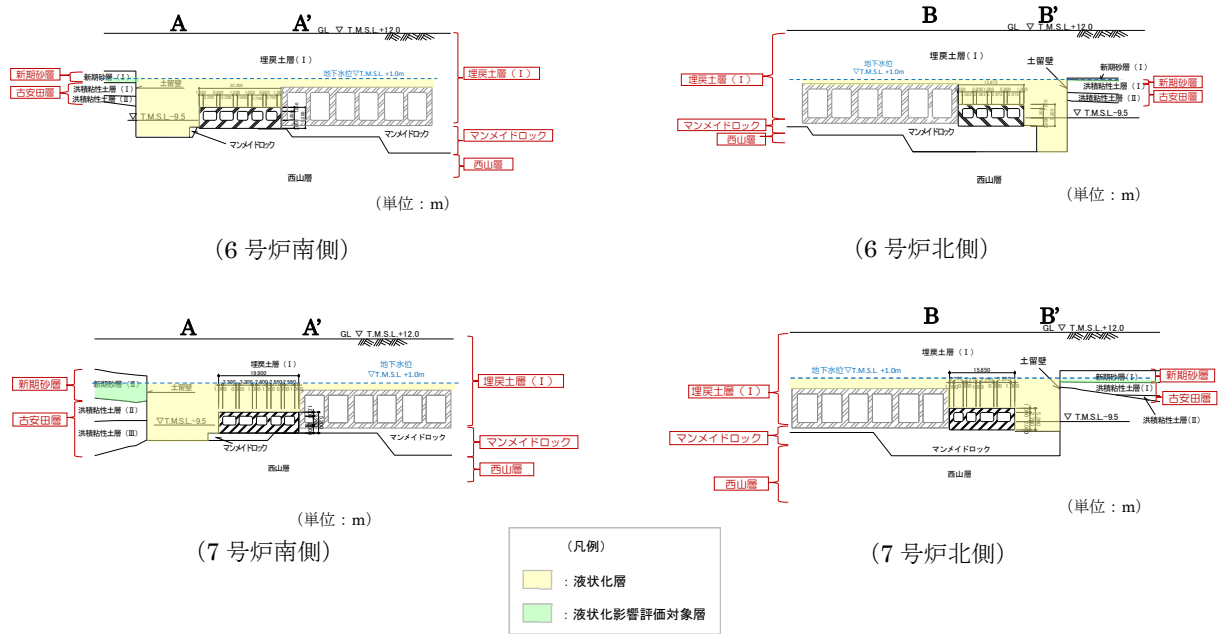 A A'
GL ▽ T.M.S.L.+12.0
埋戻土層(Ⅰ)
新期砂層
新期砂層(Ⅰ)
地下水位▽T.M.S.L.+1.0m
埋戻土層(Ⅰ)
古安田層
洪積粘性土層(Ⅰ)
洪積粘性土層(Ⅱ)
土留壁
▽T.M.S.L.-9.5
マンメイドロック
マンメイドロック
マンメイドロック
西山層
西山層
(単位:m)
(6 号炉南側)
B B'
GL ▽ T.M.S.L.+12.0
埋戻土層(Ⅰ)
埋戻土層(Ⅰ)
地下水位
▽T.M.S.L.+1.0m
土留壁
新期砂層(Ⅰ)
新期砂層
洪積粘性土層(Ⅰ)
洪積粘性土層(Ⅱ)
古安田層
▽T.M.S.L.-9.5
マンメイドロック
マンメイドロック
西山層
西山層
(単位:m)
(6 号炉北側)
A A'
GL ▽ T.M.S.L.+12.0
埋戻土層(Ⅰ)
19.900
地下水位
▽T.M.S.L.+1.0m
新期砂層
土留壁
埋戻土層(Ⅰ)
古安田層
洪積粘性土層(Ⅱ)
洪積粘性土層(Ⅲ)
▽T.M.S.L.-9.5
マンメイドロック
マンメイドロック
マンメイドロック
西山層
西山層
(単位:m)
(7 号炉南側)
B B'
GL ▽ T.M.S.L.+12.0
埋戻土層(Ⅰ)
土留壁
地下水位▽T.M.S.L.+1.0m
15.650
新期砂層(Ⅰ)
新期砂層
埋戻土層(Ⅰ)
洪積粘性土層(Ⅰ)
古安田層
洪積粘性土層(Ⅱ)
▽T.M.S.L.-9.5
マンメイドロック
マンメイドロック
西山層
西山層
(単位:m)
(7 号炉北側)
(凡例)
:液状化層
:液状化影響評価対象層